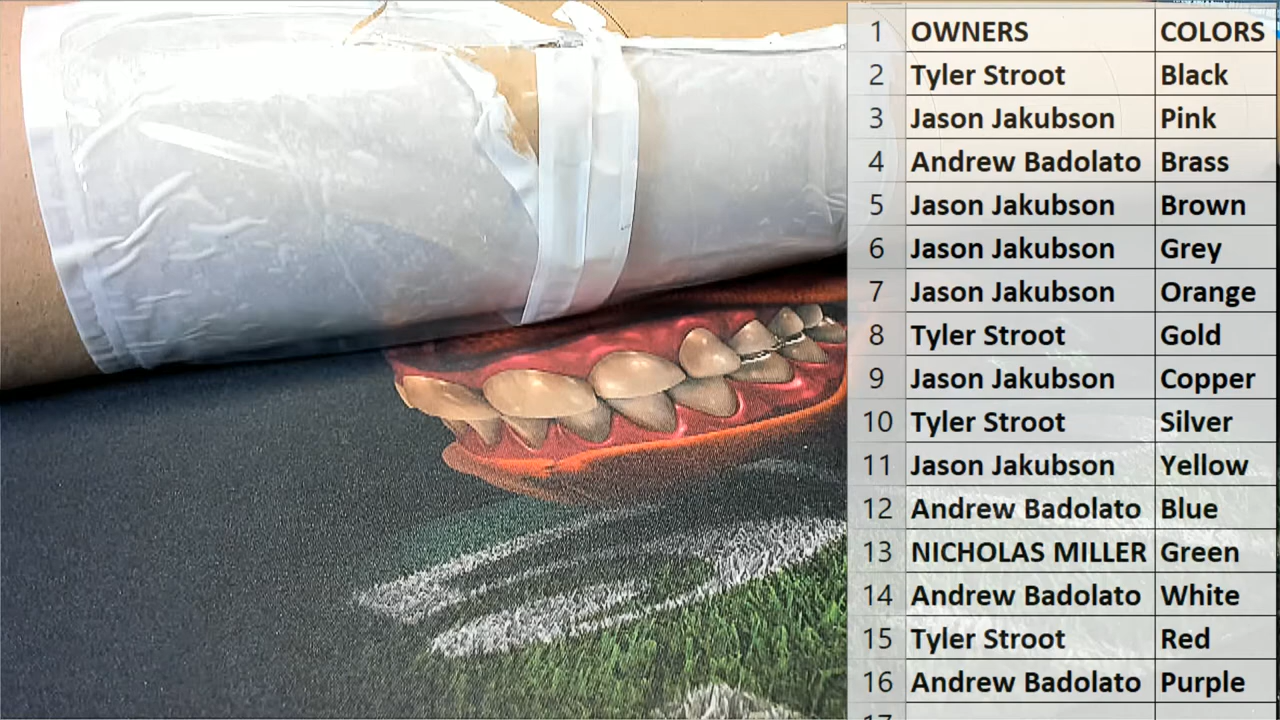 1 OWNERS COLORS
2 Tyler Stroot Black
3 Jason Jakubson Pink
4 Andrew Badolato Brass
5 Jason Jakubson Brown
6 Jason Jakubson Grey
7 Jason Jakubson Orange
8 Tyler Stroot Gold
9 Jason Jakubson Copper
10 Tyler Stroot Silver
11 Jason Jakubson Yellow
12 Andrew Badolato Blue
13 NICHOLAS MILLER Green
14 Andrew Badolato White
15 Tyler Stroot Red
16 Andrew Badolato Purple
17